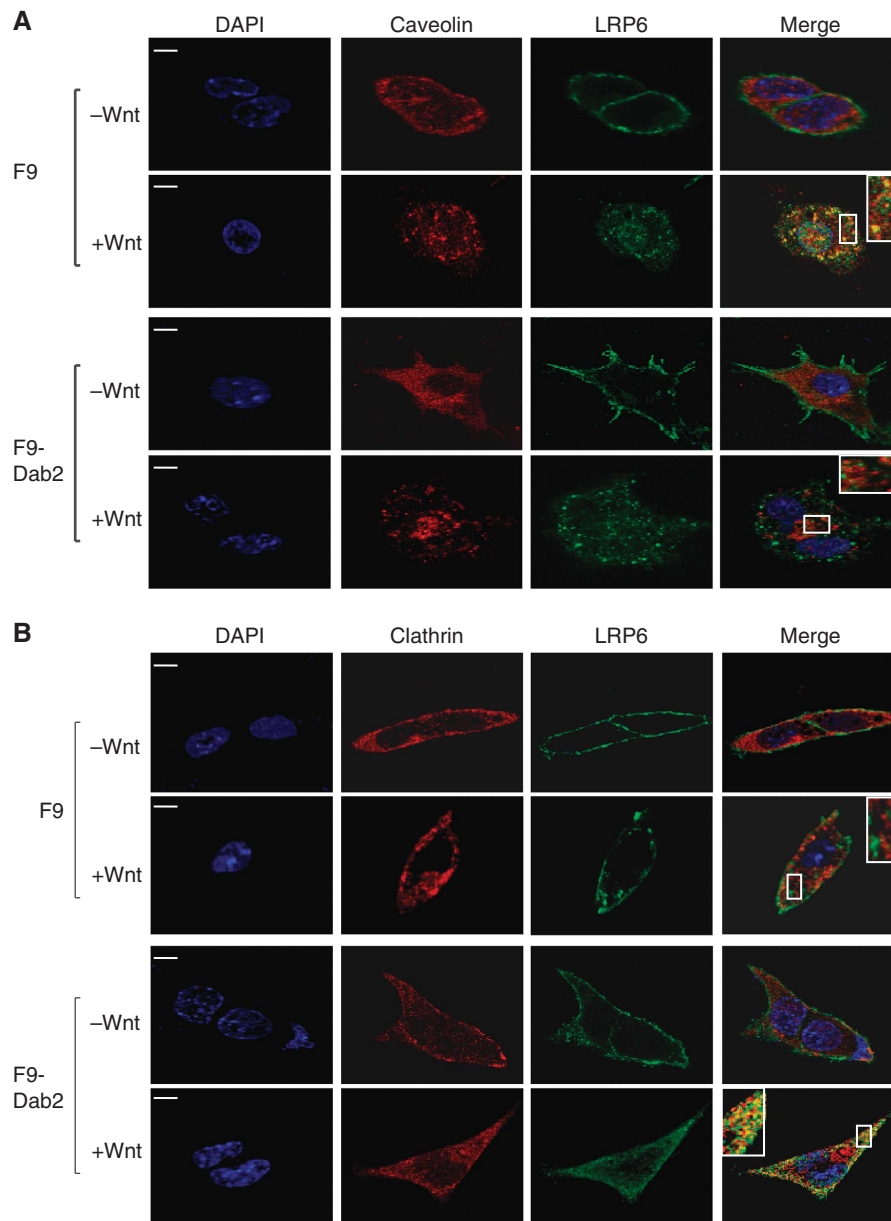 A
DAPI Caveolin LRP6 Merge
F9
–Wnt
+Wnt
F9-
Dab2
–Wnt
+Wnt
B
DAPI Clathrin LRP6 Merge
F9
–Wnt
+Wnt
F9-
Dab2
–Wnt
+Wnt